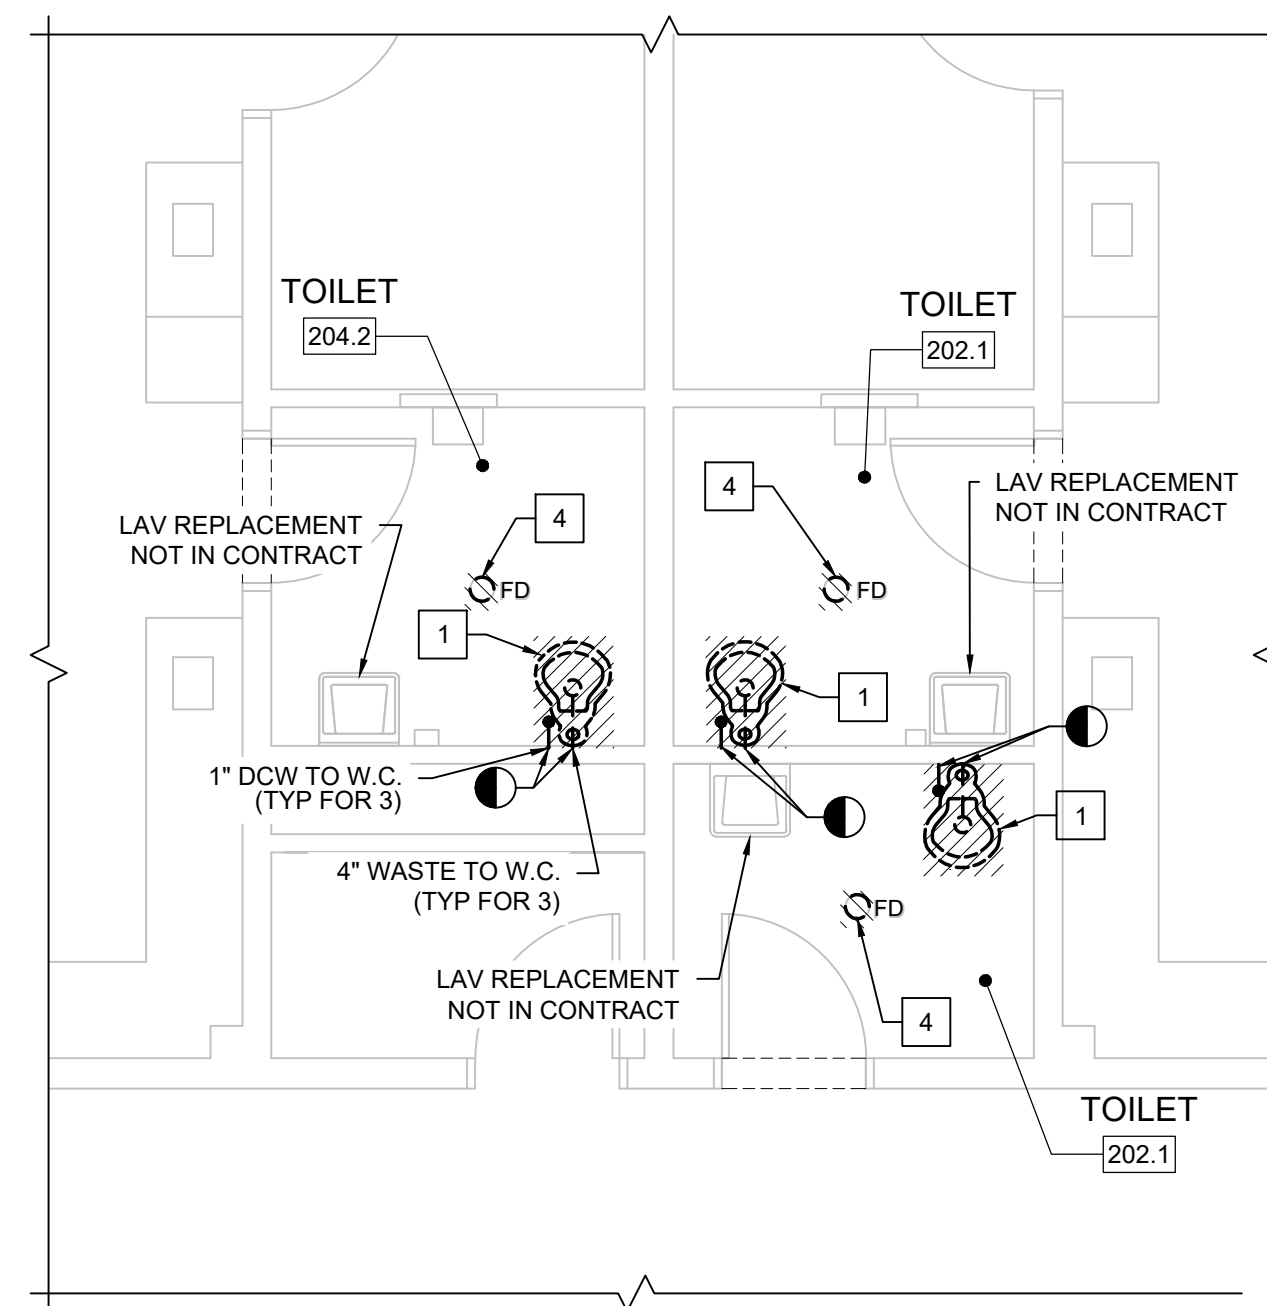 TOILET
204.2
TOILET
202.1
LAV REPLACEMENT
NOT IN CONTRACT
4
FD
4
FD
LAV REPLACEMENT
NOT IN CONTRACT
1
1
1" DCW TO W.C.
(TYP FOR 3)
4" WASTE TO W.C.
(TYP FOR 3)
1
FD
LAV REPLACEMENT
NOT IN CONTRACT
4
TOILET
202.1